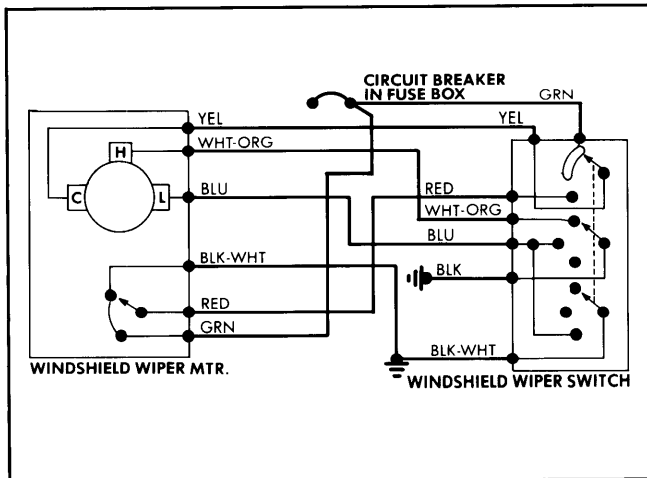 CIRCUIT BREAKER
IN FUSE BOX
GRN
YEL
YEL
WHT-ORG
H
C
L
BLU
RED
WHT-ORG
BLU
BLK-WHT
BLK
RED
GRN
BLK-WHT
WINDSHIELD WIPER MTR.
WINDSHIELD WIPER SWITCH